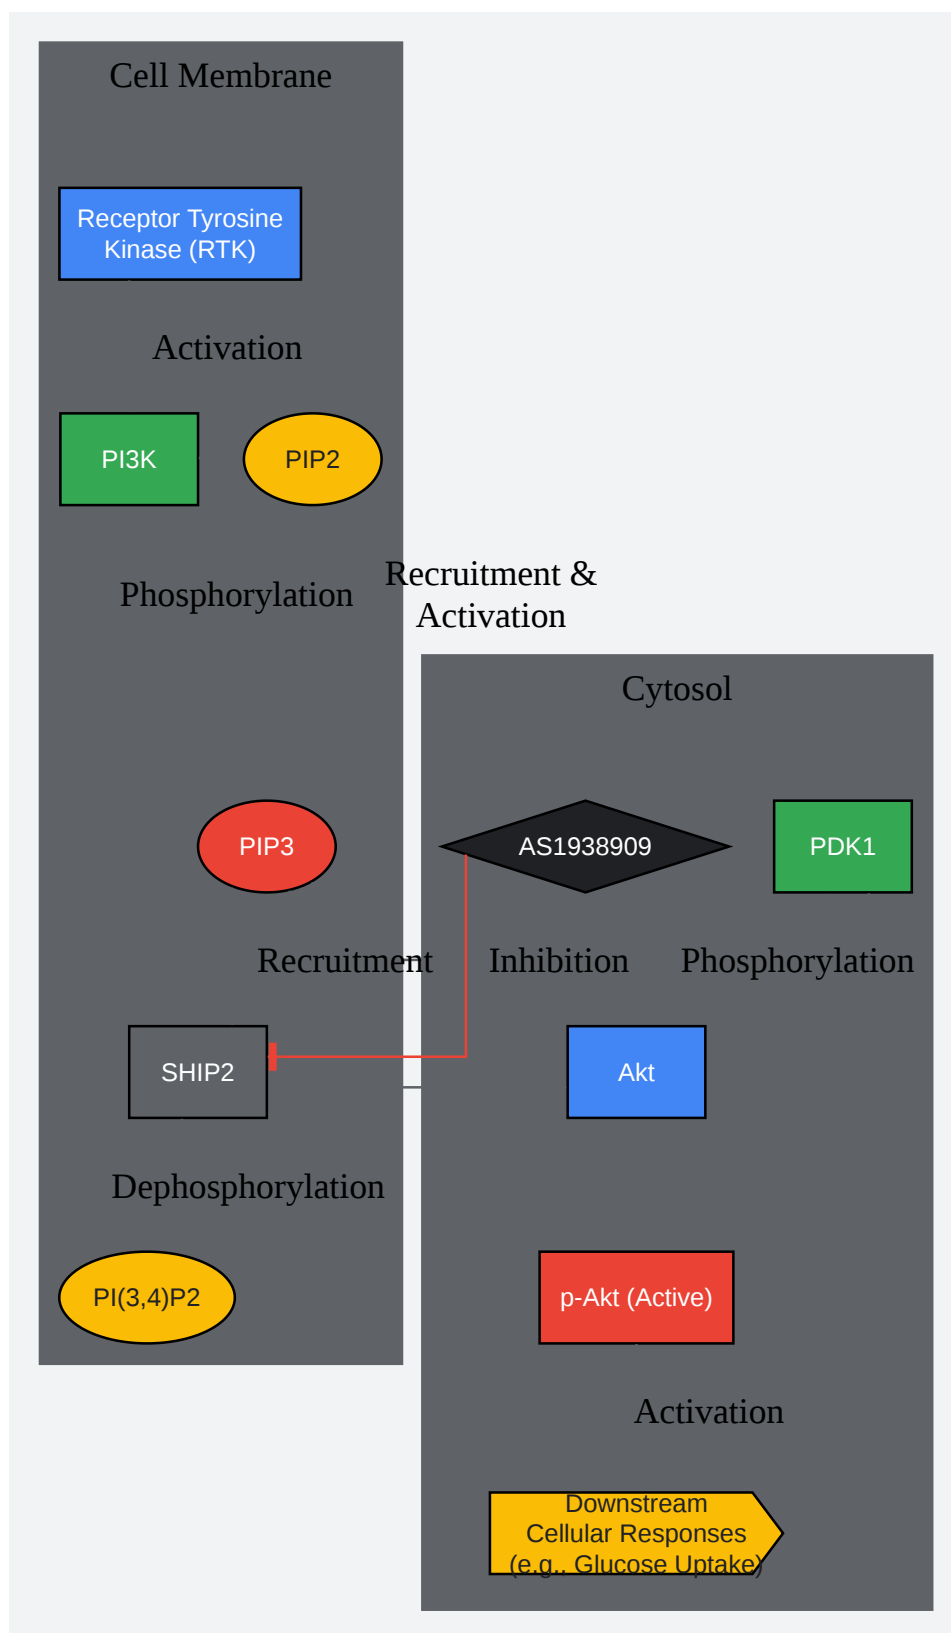 Cell Membrane
Receptor Tyrosine
Kinase (RTK)
Activation
PI3K
PIP2
Phosphorylation
Recruitment &
Activation
Cytosol
PIP3
AS1938909
PDK1
Recruitment
Inhibition
Phosphorylation
SHIP2
Akt
Dephosphorylation
PI(3,4)P2
p-Akt (Active)
Activation
Downstream
Cellular Responses
(e.g., Glucose Uptake)